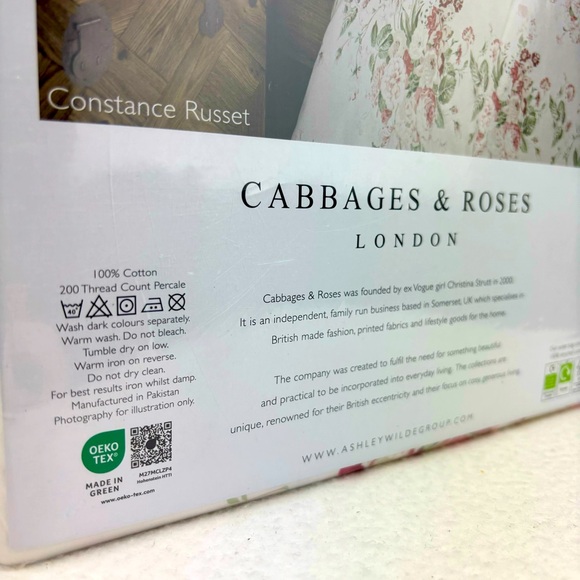 Constance Russet
CABBAGES & ROSES
LONDON
100% Cotton
200 Thread Count Percale
40°
Wash dark colours separately.
Warm wash. Do not bleach.
Tumble dry on low.
Warm iron on reverse.
Do not dry clean.
For best results iron whilst damp.
Manufactured in Pakistan
Photography for illustration only.
OEKO
TEX®
MADE IN
GREEN
M27MCLZP4
Hohenstein HTTI
www.oeko-tex.com
Cabbages & Roses was founded by ex Vogue girl Christina Strutt in 2000.
It is an independent, family run business based in Somerset, UK which specialises in
British made fashion, printed fabrics and lifestyle goods for the home.
The company was created to fulfil the need for something beautiful
and practical to be incorporated into everyday living. The collections are
unique, renowned for their British eccentricity and their focus on cosy, generous living.
WWW.ASHLEYWILDEGROUP.COM